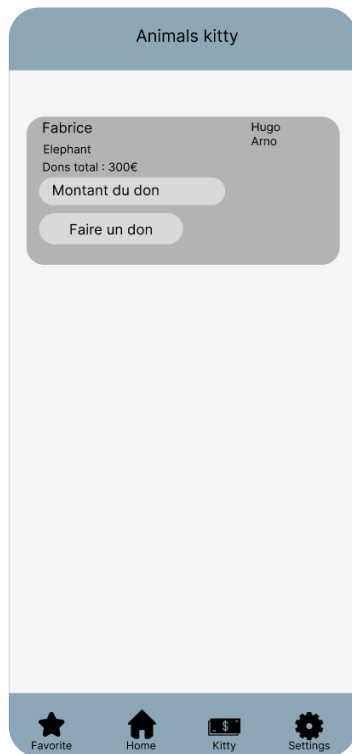 Animals kitty
Fabrice
Hugo
Elephant
Arno
Dons total : 300€
Montant du don
Faire un don
$
Favorite
Home
Kitty
Settings